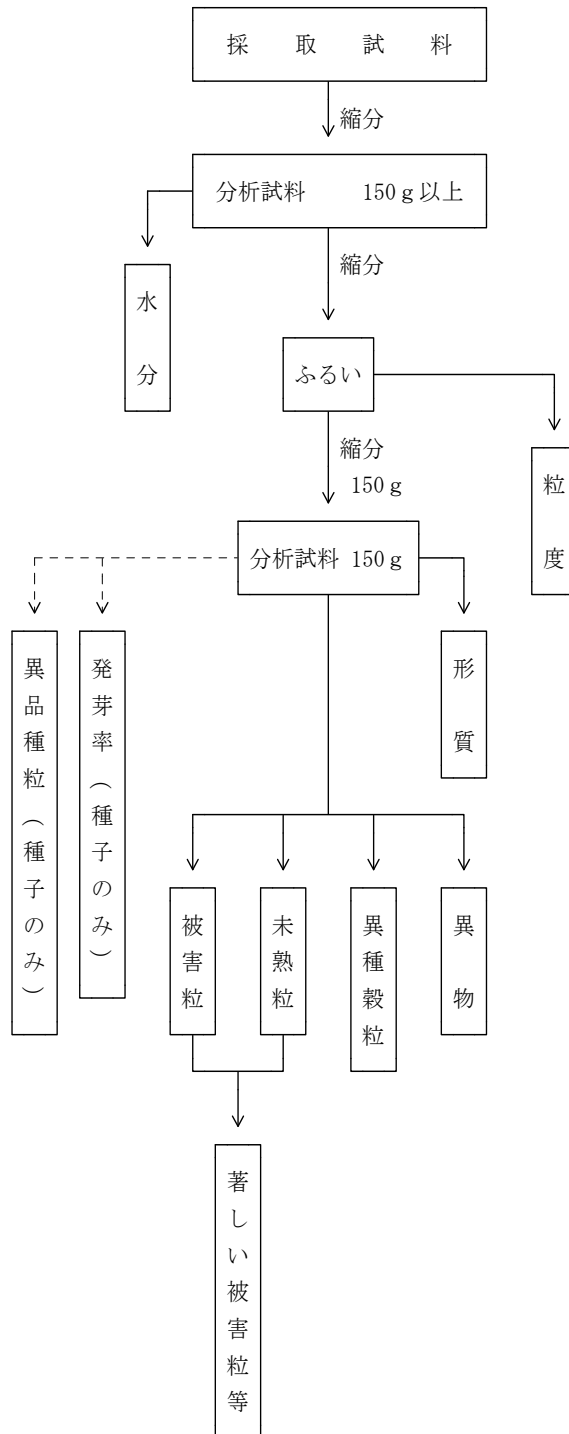 採取試料
縮分
分析試料 150g以上
縮分
水分
ふるい
縮分
150g
粒度
分析試料 150g
異品種粒(種子のみ)
発芽率(種子のみ)
形質
被害粒
未熟粒
異種穀粒
異物
著しい被害粒等